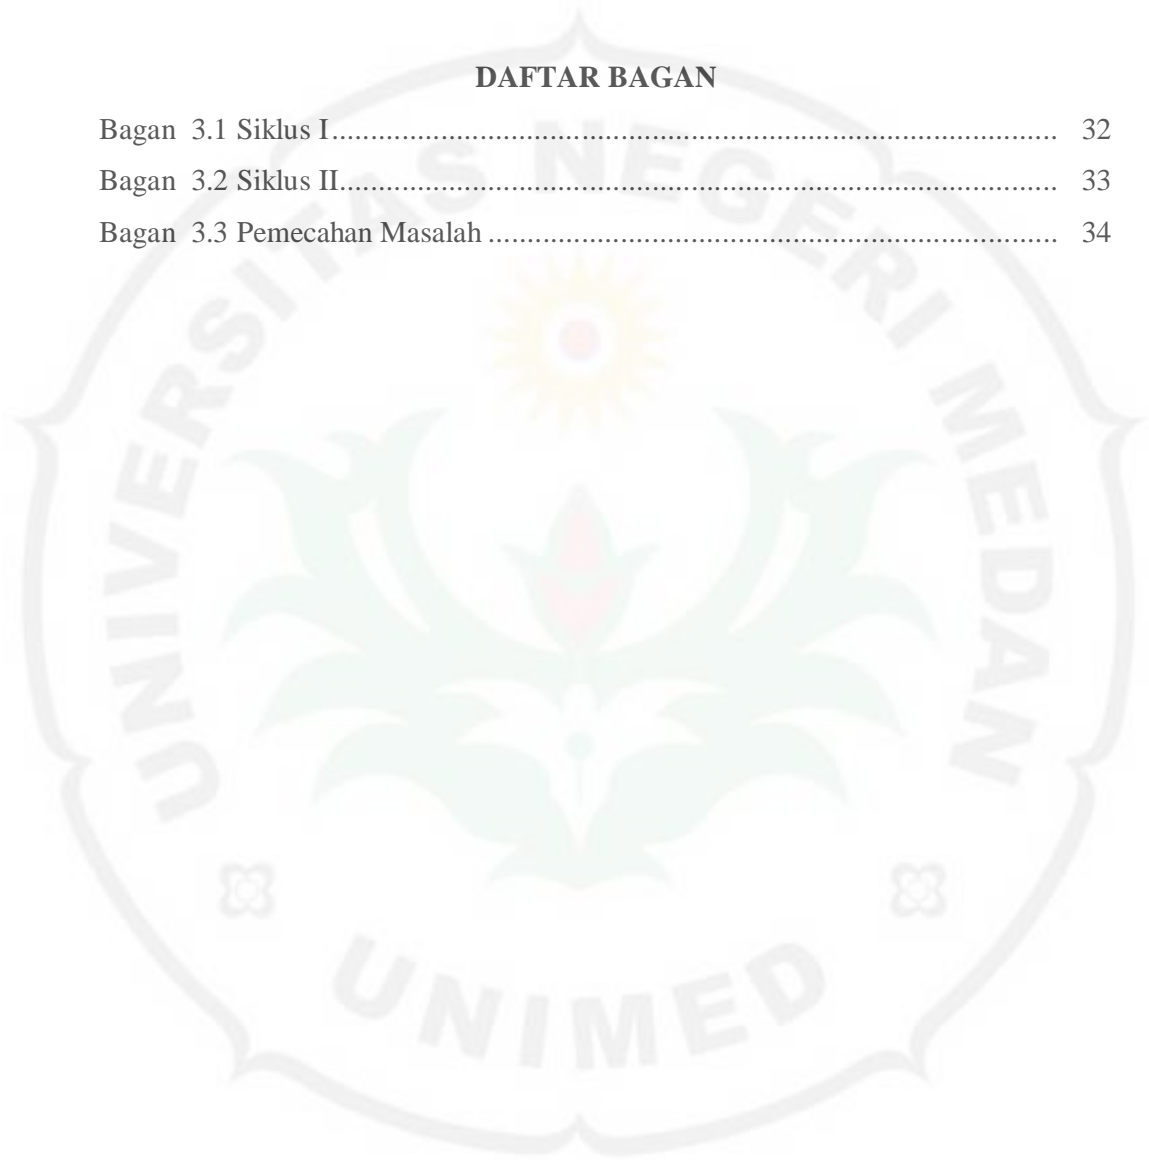 DAFTAR BAGAN
Bagan 3.1 Siklus I............................................................................................ 32
Bagan 3.2 Siklus II........................................................................................... 33
Bagan 3.3 Pemecahan Masalah ........................................................................ 34
UNIVERSITAS NEGERI MEDAN
UNIMED